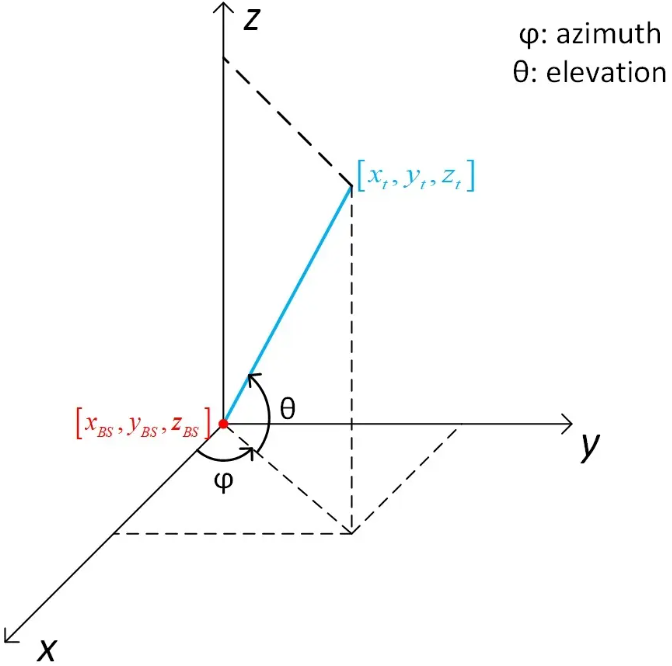 z
φ: azimuth
θ: elevation
[x_t, y_t, z_t]
[x_BS, y_BS, z_BS]
θ
y
φ
x